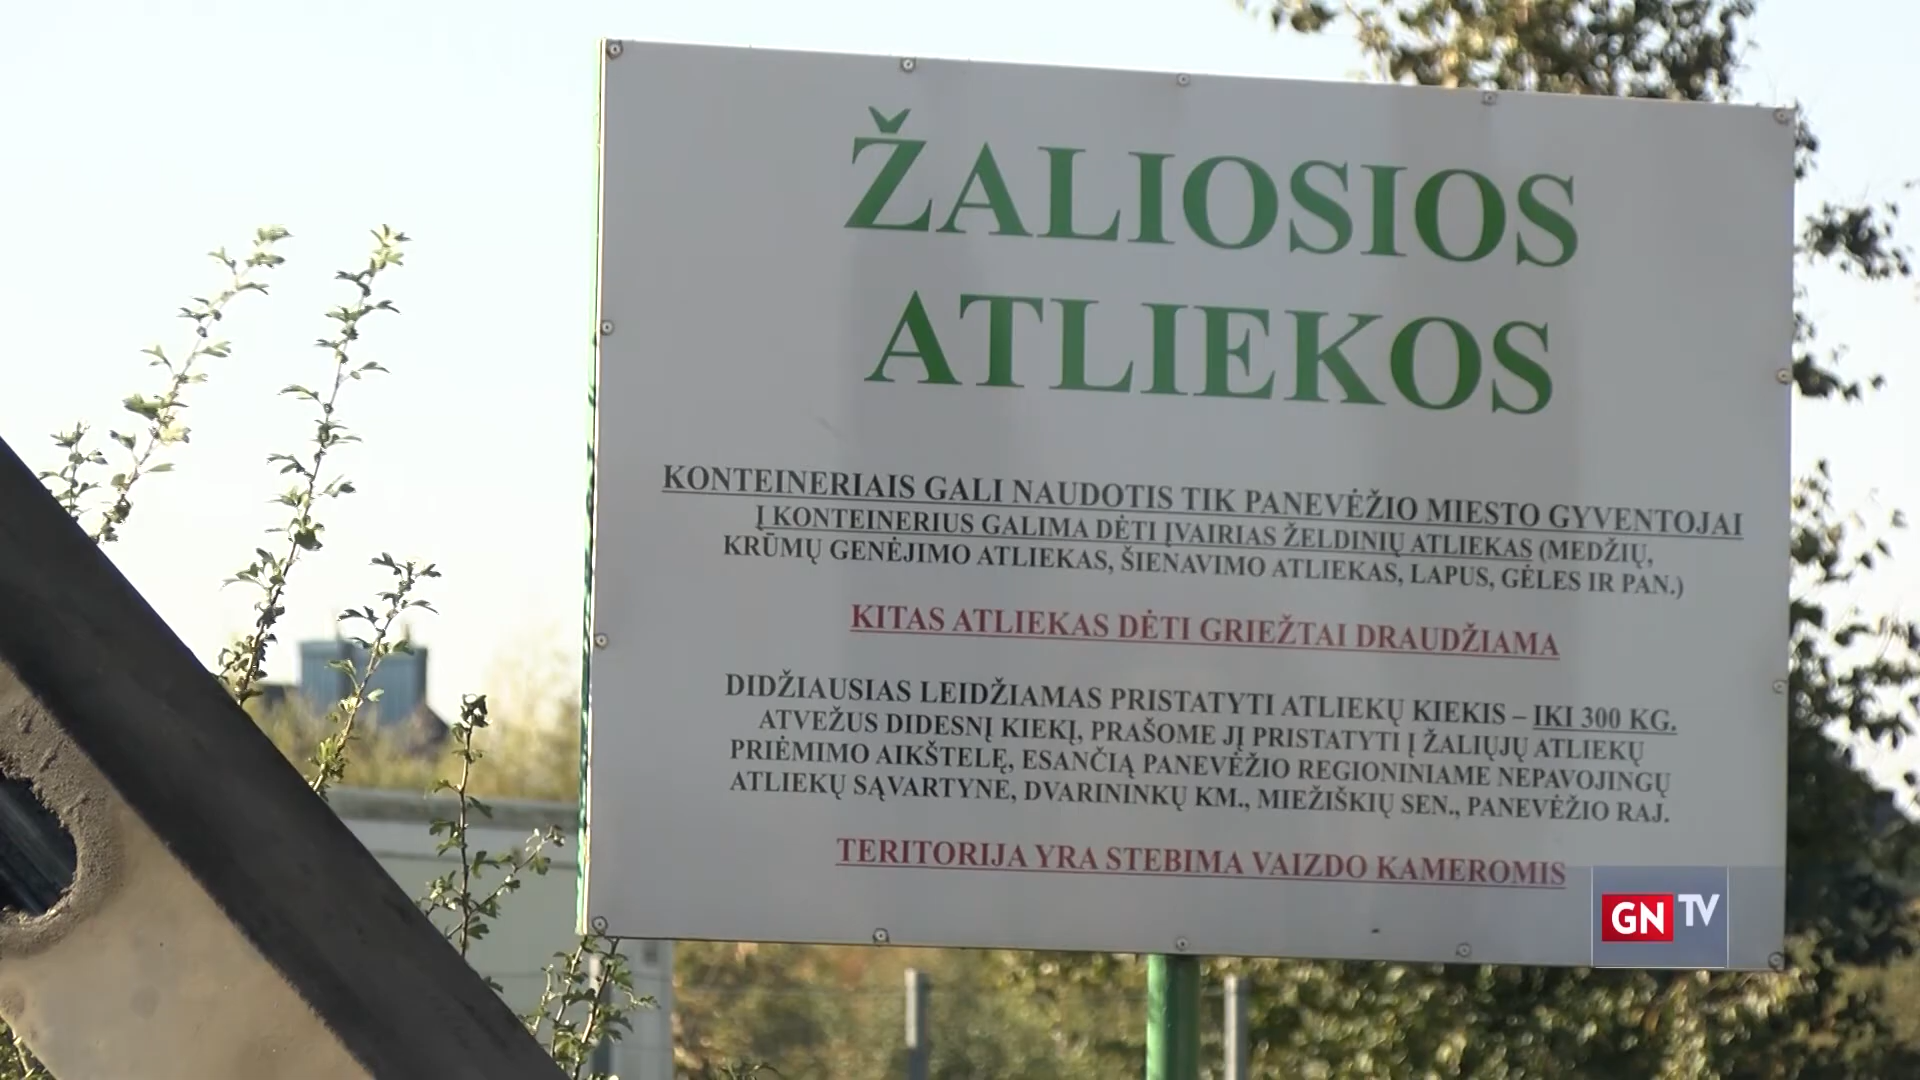 ŽALIOSIOS
ATLIEKOS
KONTEINERIAIS GALI NAUDOTIS TIK PANEVĖŽIO MIESTO GYVENTOJAI
Į KONTEINERIUS GALIMA DĖTI ĮVAIRIAS ŽELDINIŲ ATLIEKAS (MEDŽIŲ,
KRŪMŲ GENĖJIMO ATLIEKAS, ŠIENAVIMO ATLIEKAS, LAPUS, GĖLES IR PAN.)
KITAS ATLIEKAS DĖTI GRIEŽTAI DRAUDŽIAMA
DIDŽIAUSIAS LEIDŽIAMAS PRISTATYTI ATLIEKŲ KIEKIS – IKI 300 KG.
ATVEŽUS DIDESNĮ KIEKĮ, PRAŠOME JĮ PRISTATYTI Į ŽALIŲJŲ ATLIEKŲ
PRIĖMIMO AIKŠTELĘ, ESANČIĄ PANEVĖŽIO REGIONINIAME NEPAVOJINGŲ
ATLIEKŲ SĄVARTYNE, DVARININKŲ KM., MIEŽIŠKIŲ SEN., PANEVĖŽIO RAJ.
TERITORIJA YRA STEBIMA VAIZDO KAMEROMIS
GN TV